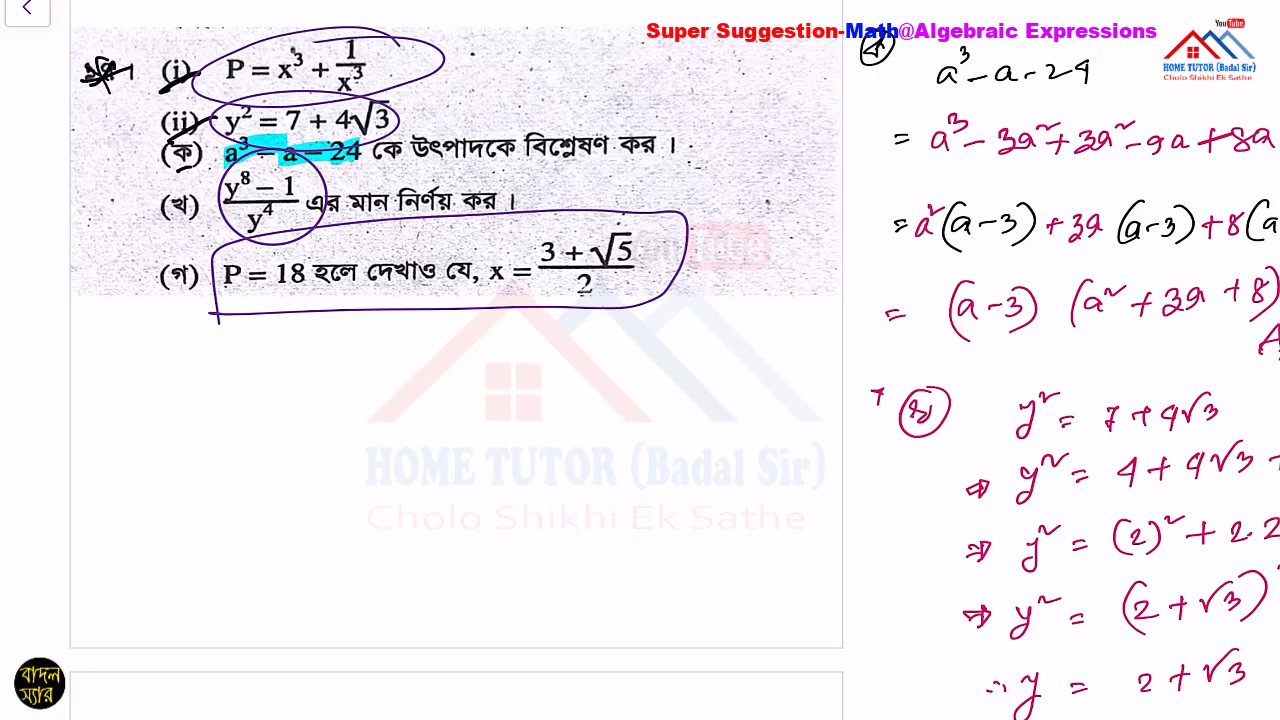 Super Suggestion-Math@Algebraic Expressions
YouTube
HOME TUTOR (Badal Sir)
Cholo Shikhi Ek Sathe
(i) P = x³ + 1/x³
(ii) y² = 7 + 4√3
(ক) a³ – a – 24 কে উৎপাদকে বিশ্লেষণ কর ।
(খ) y⁸ – 1 / y⁴ এর মান নির্ণয় কর ।
(গ) P = 18 হলে দেখাও যে, x = 3 + √5 / 2
HOME TUTOR (Badal Sir)
Cholo Shikhi Ek Sathe
বাদল
স্যার
(ক) a³ – a – 24
= a³ – 3a² + 3a² – 9a + 8a
= a² (a – 3) + 3a (a – 3) + 8 (a
= (a – 3) (a² + 3a + 8)
(খ) y² = 7 + 4√3
⇒ y² = 4 + 4√3 +
⇒ y² = (2)² + 2. 2
⇒ y² = (2 + √3)²
∴ y = 2 + √3